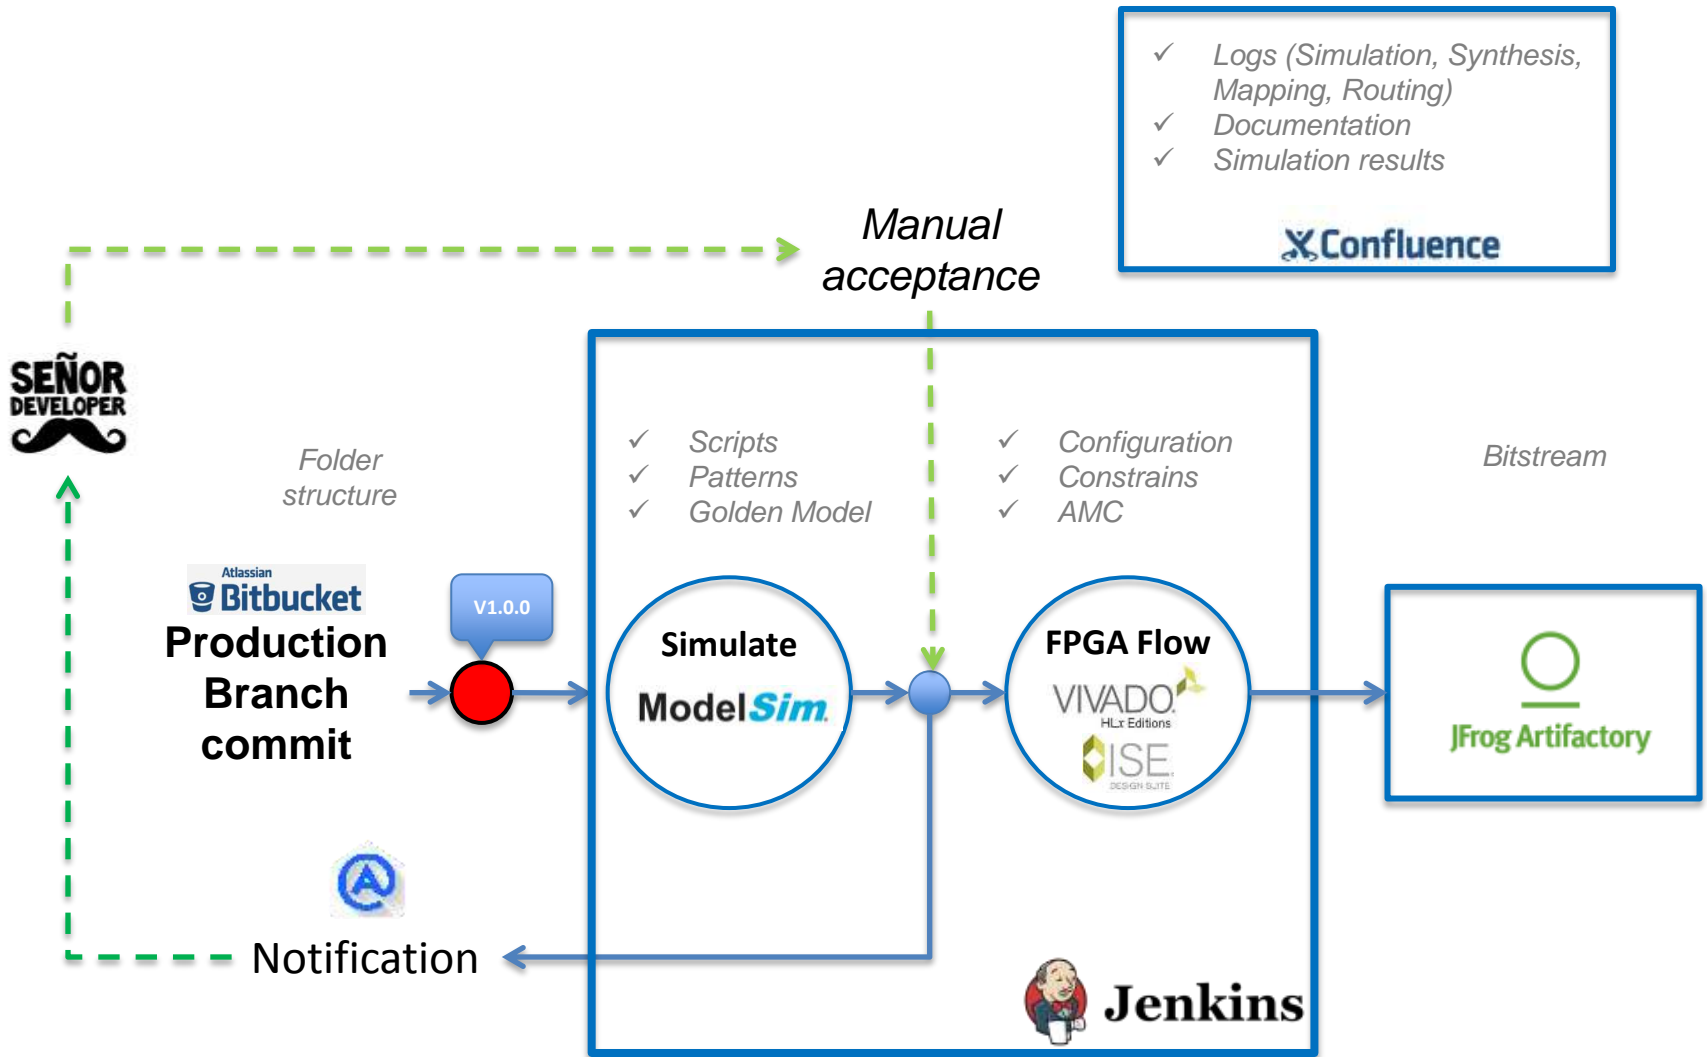 ✓ Logs (Simulation, Synthesis,
Mapping, Routing)
✓ Documentation
✓ Simulation results
Confluence
Manual
acceptance
SEÑOR
DEVELOPER
Folder
structure
✓ Scripts
✓ Patterns
✓ Golden Model
✓ Configuration
✓ Constrains
✓ AMC
Bitstream
Atlassian
Bitbucket
Production
Branch
commit
V1.0.0
Simulate
ModelSim
FPGA Flow
VIVADO
HLx Editions
ISE
DESIGN SUITE
JFrog Artifactory
Notification
Jenkins